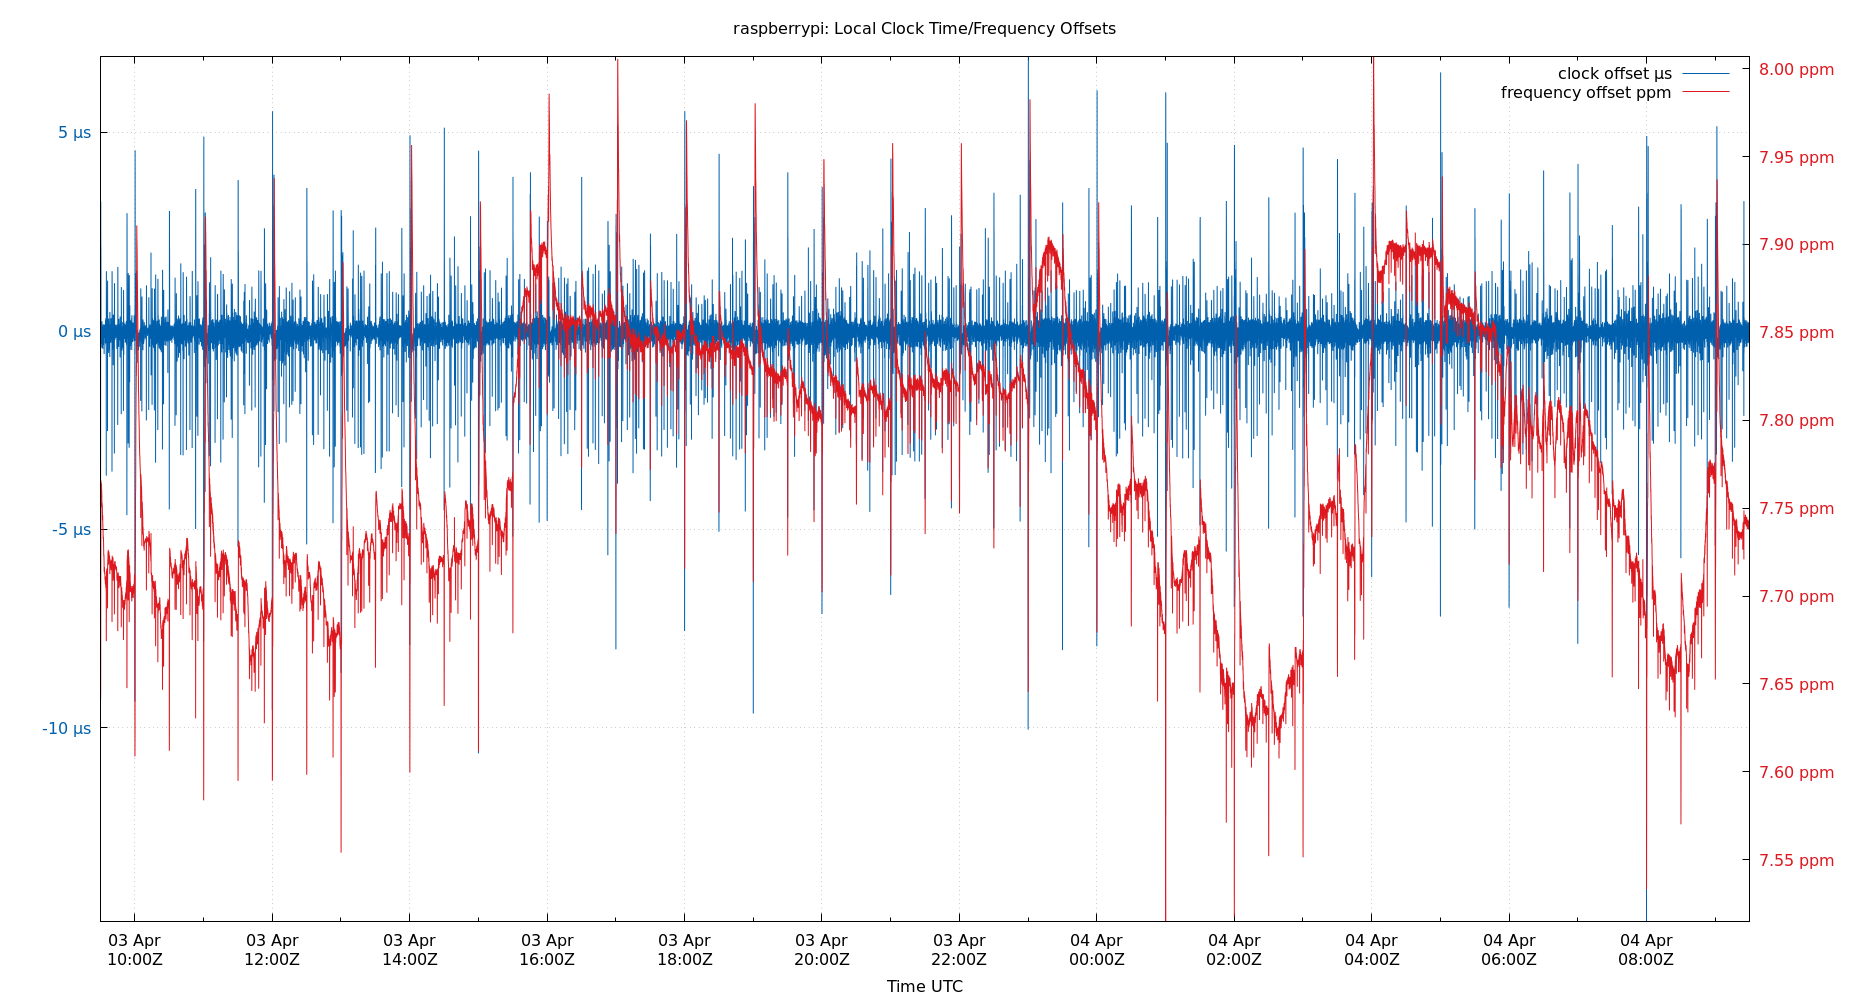 raspberrypi: Local Clock Time/Frequency Offsets
clock offset µs
frequency offset ppm
5 µs
0 µs
-5 µs
-10 µs
8.00 ppm
7.95 ppm
7.90 ppm
7.85 ppm
7.80 ppm
7.75 ppm
7.70 ppm
7.65 ppm
7.60 ppm
7.55 ppm
03 Apr 03 Apr 03 Apr 03 Apr 03 Apr 03 Apr 03 Apr 04 Apr 04 Apr 04 Apr 04 Apr 04 Apr
10:00Z 12:00Z 14:00Z 16:00Z 18:00Z 20:00Z 22:00Z 00:00Z 02:00Z 04:00Z 06:00Z 08:00Z
Time UTC